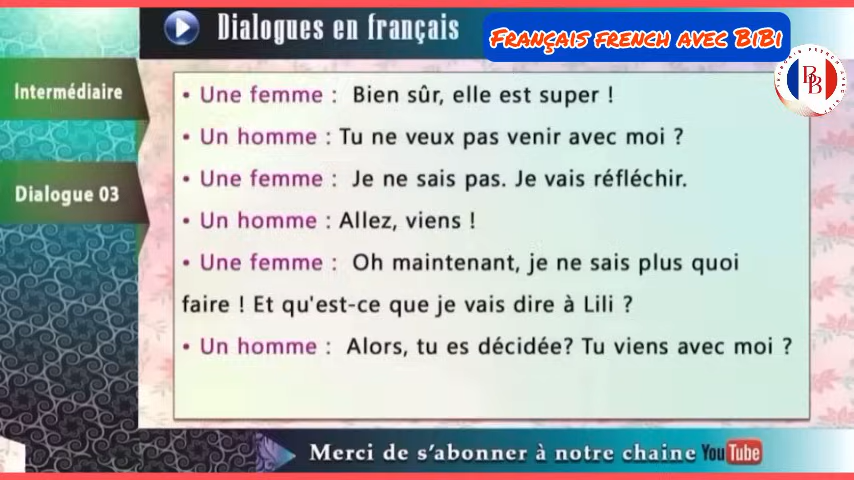 Dialogues en français
Français french avec BiBi
Intermédiaire
Dialogue 03
• Une femme : Bien sûr, elle est super !
• Un homme : Tu ne veux pas venir avec moi ?
• Une femme : Je ne sais pas. Je vais réfléchir.
• Un homme : Allez, viens !
• Une femme : Oh maintenant, je ne sais plus quoi
faire ! Et qu'est-ce que je vais dire à Lili ?
• Un homme : Alors, tu es décidée? Tu viens avec moi ?
Merci de s’abonner à notre chaine YouTube